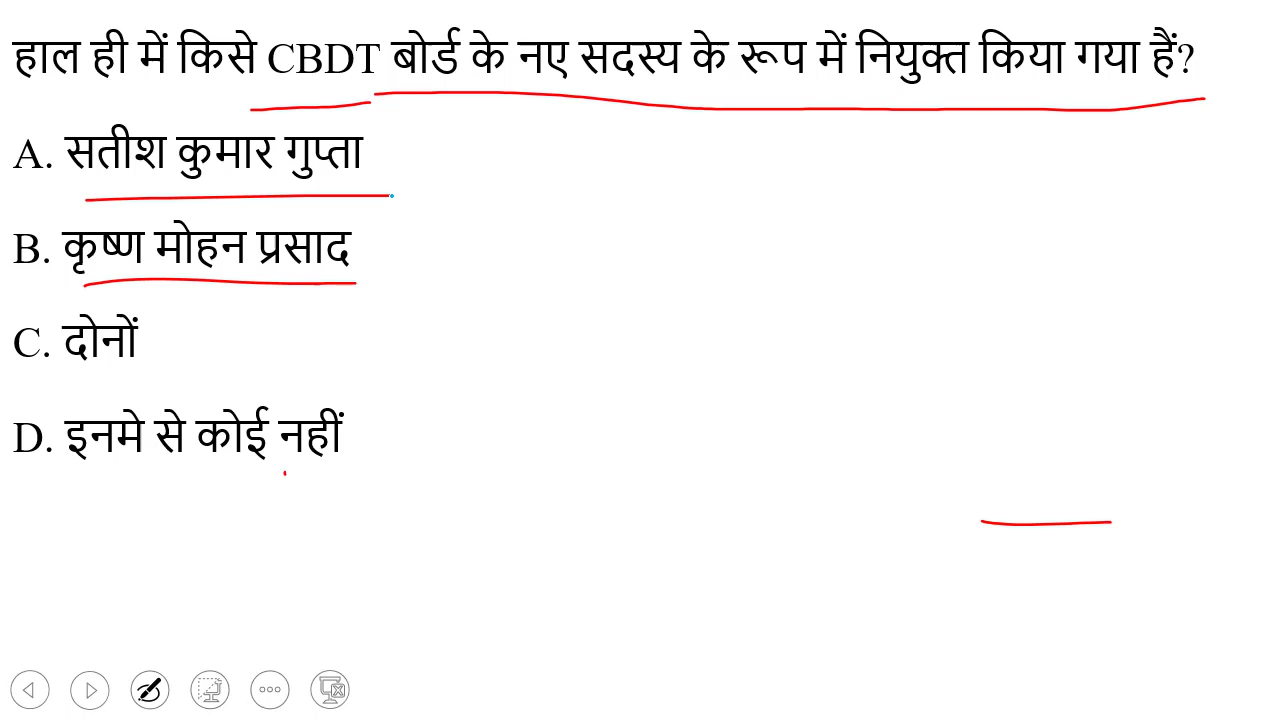 हाल ही में किसे CBDT बोर्ड के नए सदस्य के रूप में नियुक्त किया गया हैं?
A. सतीश कुमार गुप्ता
B. कृष्ण मोहन प्रसाद
C. दोनों
D. इनमे से कोई नहीं